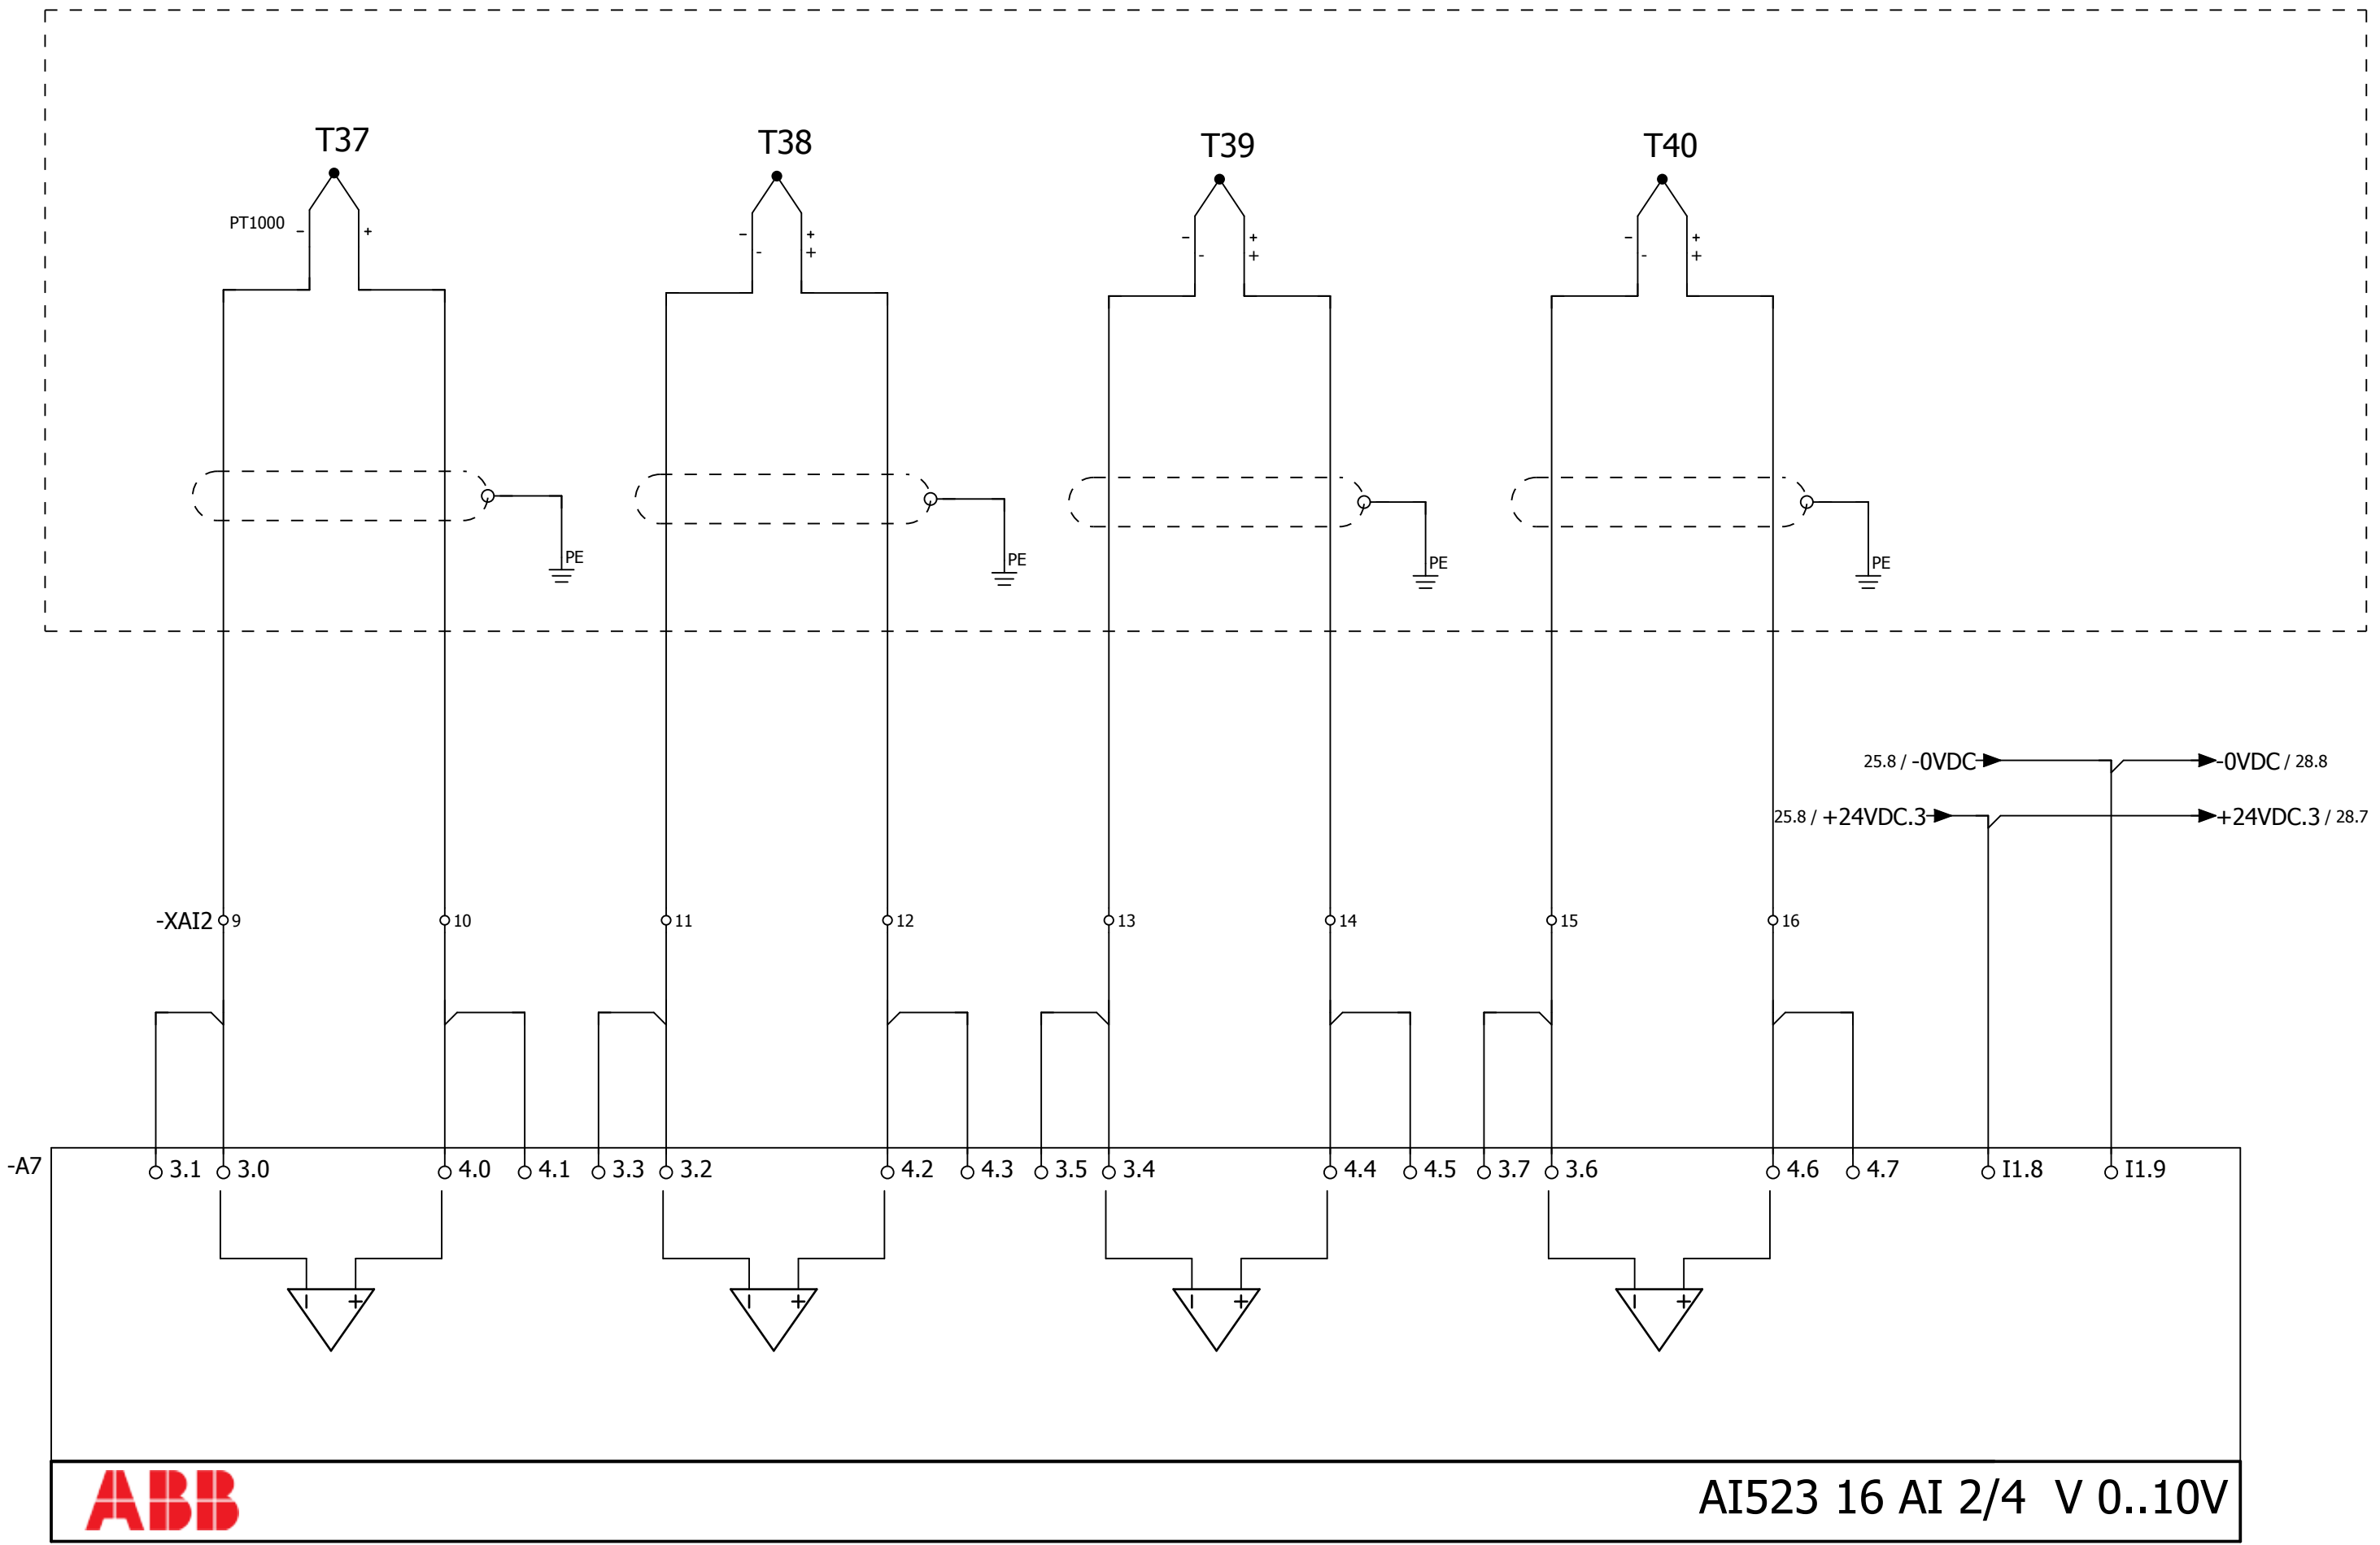 T37
T38
T39
T40
PT1000 - +
- +
- +
- +
- +
- +
- +
PE
PE
PE
PE
25.8 / -0VDC -0VDC / 28.8
25.8 / +24VDC.3 +24VDC.3 / 28.7
-XAI2 9 10 11 12 13 14 15 16
-A7 3.1 3.0 4.0 4.1 3.3 3.2 4.2 4.3 3.5 3.4 4.4 4.5 3.7 3.6 4.6 4.7 I1.8 I1.9
- + - + - + - +
ABB AI523 16 AI 2/4 V 0..10V